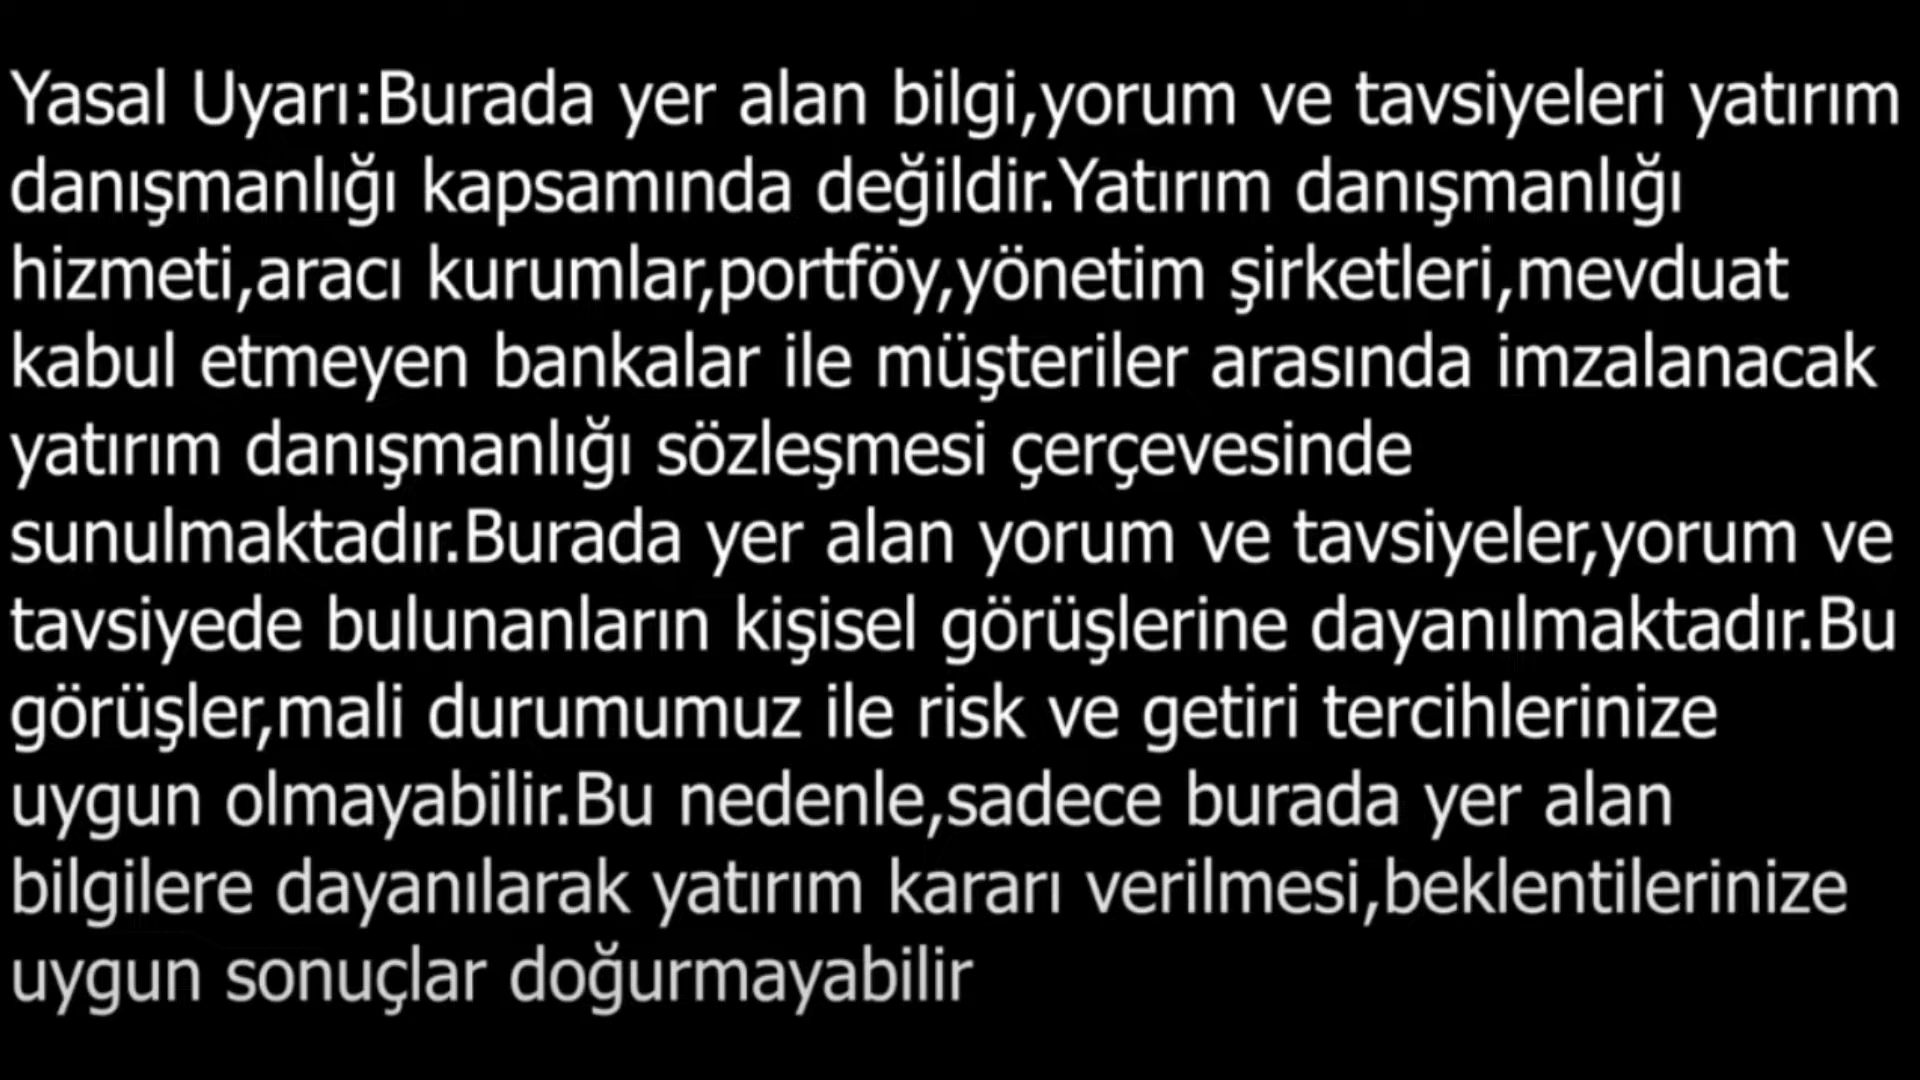 Yasal Uyarı:Burada yer alan bilgi,yorum ve tavsiyeleri yatırım
danışmanlığı kapsamında değildir.Yatırım danışmanlığı
hizmeti,aracı kurumlar,portföy,yönetim şirketleri,mevduat
kabul etmeyen bankalar ile müşteriler arasında imzalanacak
yatırım danışmanlığı sözleşmesi çerçevesinde
sunulmaktadır.Burada yer alan yorum ve tavsiyeler,yorum ve
tavsiyede bulunanların kişisel görüşlerine dayanılmaktadır.Bu
görüşler,mali durumumuz ile risk ve getiri tercihlerinize
uygun olmayabilir.Bu nedenle,sadece burada yer alan
bilgilere dayanılarak yatırım kararı verilmesi,beklentilerinize
uygun sonuçlar doğurmayabilir